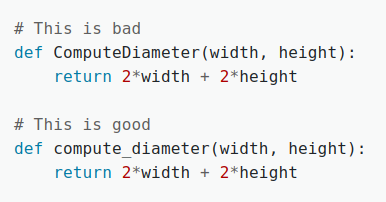 # This is bad
def ComputeDiameter(width, height):
    return 2*width + 2*height

# This is good
def compute_diameter(width, height):
    return 2*width + 2*height